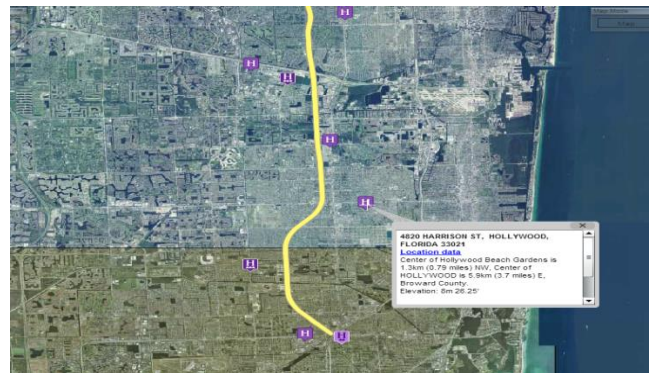 H
H
H
H
H
4820 HARRISON ST, HOLLYWOOD,
FLORIDA 33021
Location data
Center of Hollywood Beach Gardens is
1.3km (0.79 miles) NW, Center of
HOLLYWOOD is 5.9km (3.7 miles) E,
Broward County.
Elevation: 8m 26.25'
H
H
H